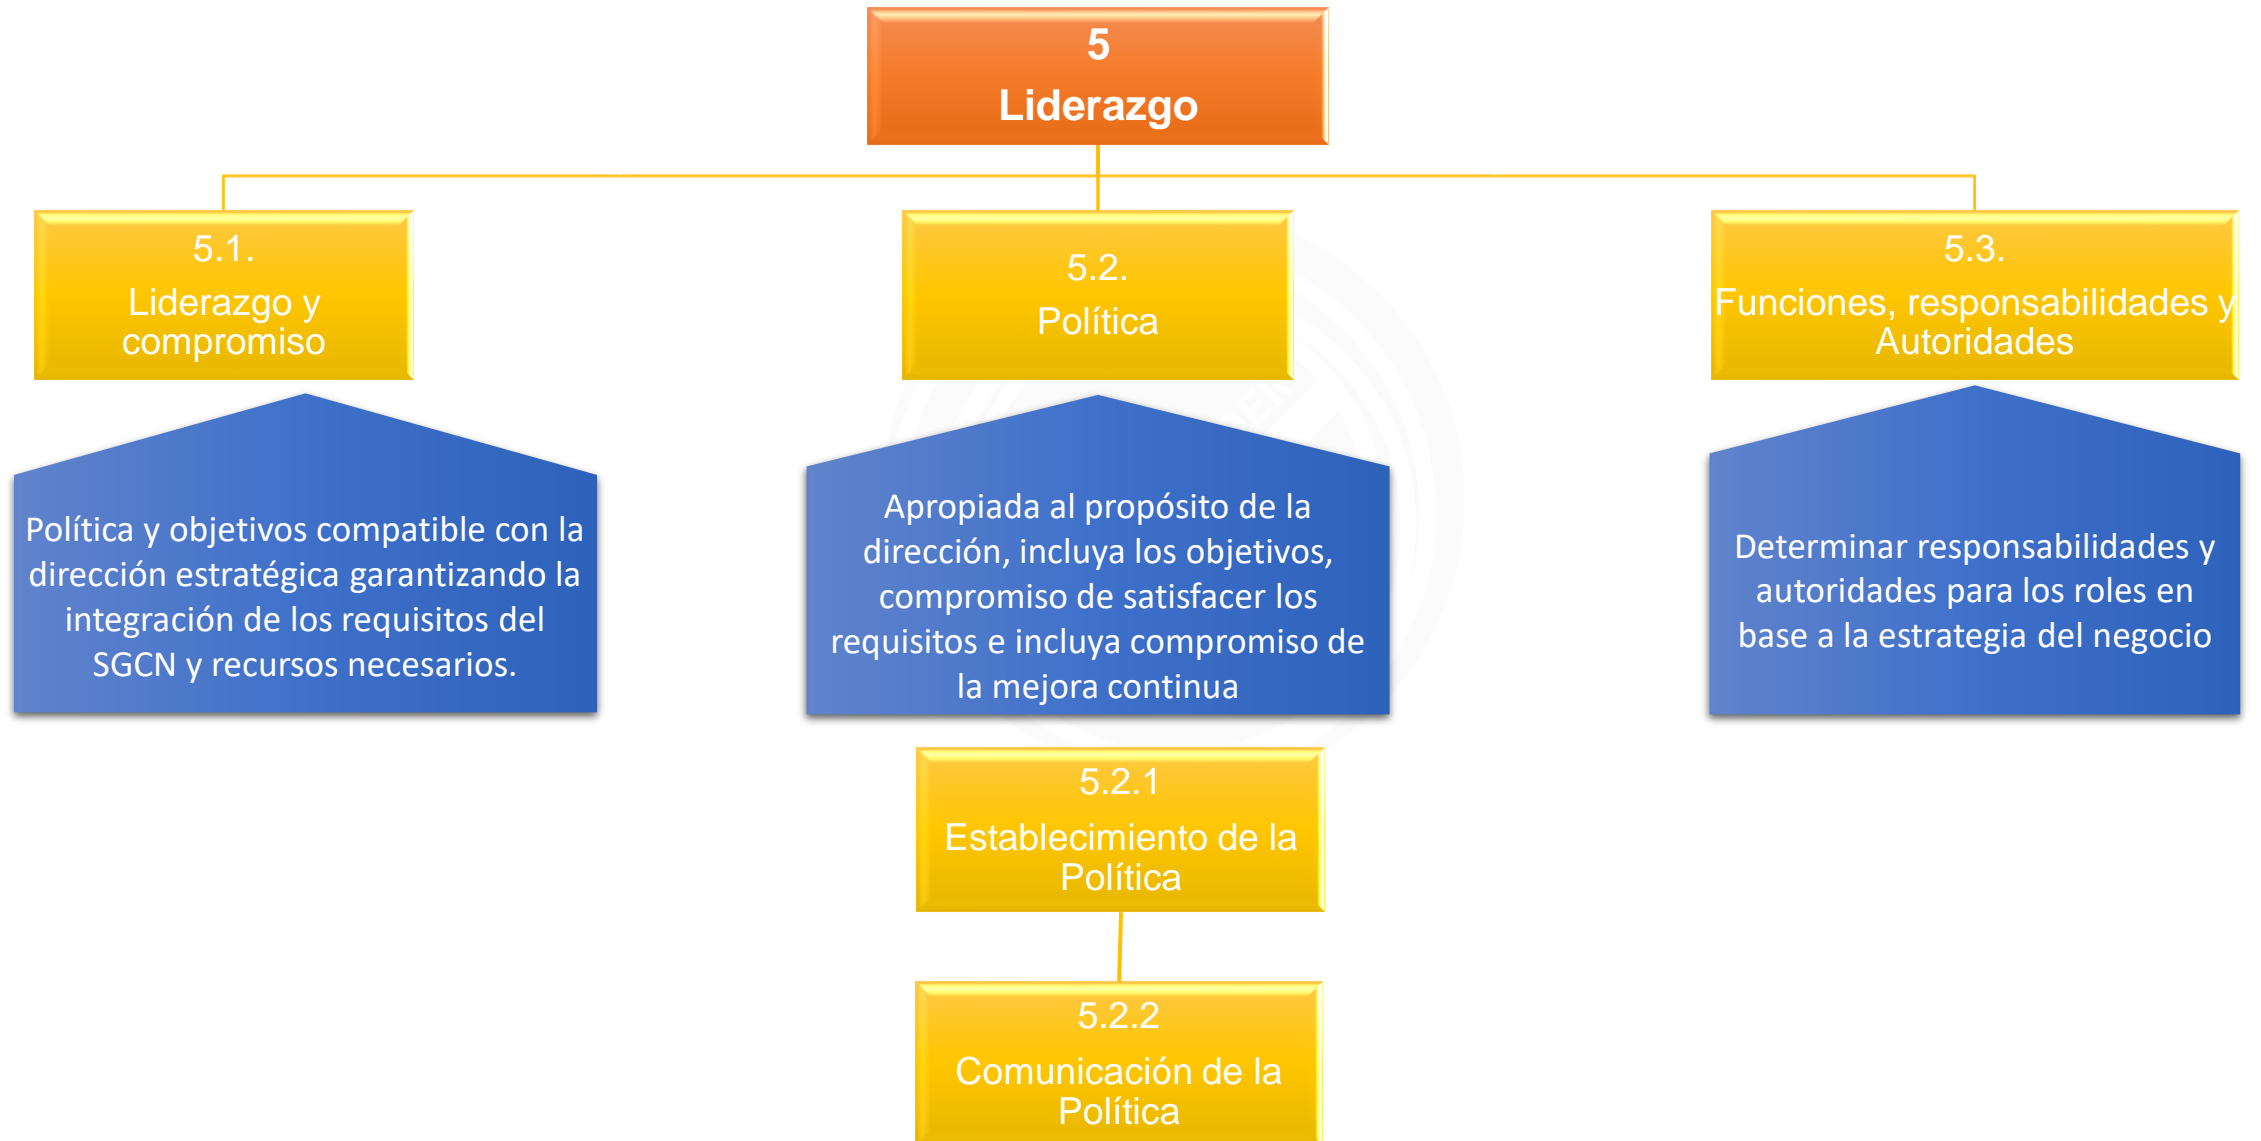 5
Liderazgo
5.1.
Liderazgo y
compromiso
5.2.
Política
5.3.
Funciones, responsabilidades y
Autoridades
Política y objetivos compatible con la
dirección estratégica garantizando la
integración de los requisitos del
SGCN y recursos necesarios.
Apropiada al propósito de la
dirección, incluya los objetivos,
compromiso de satisfacer los
requisitos e incluya compromiso de
la mejora continua
Determinar responsabilidades y
autoridades para los roles en
base a la estrategia del negocio
5.2.1
Establecimiento de la
Política
5.2.2
Comunicación de la
Política